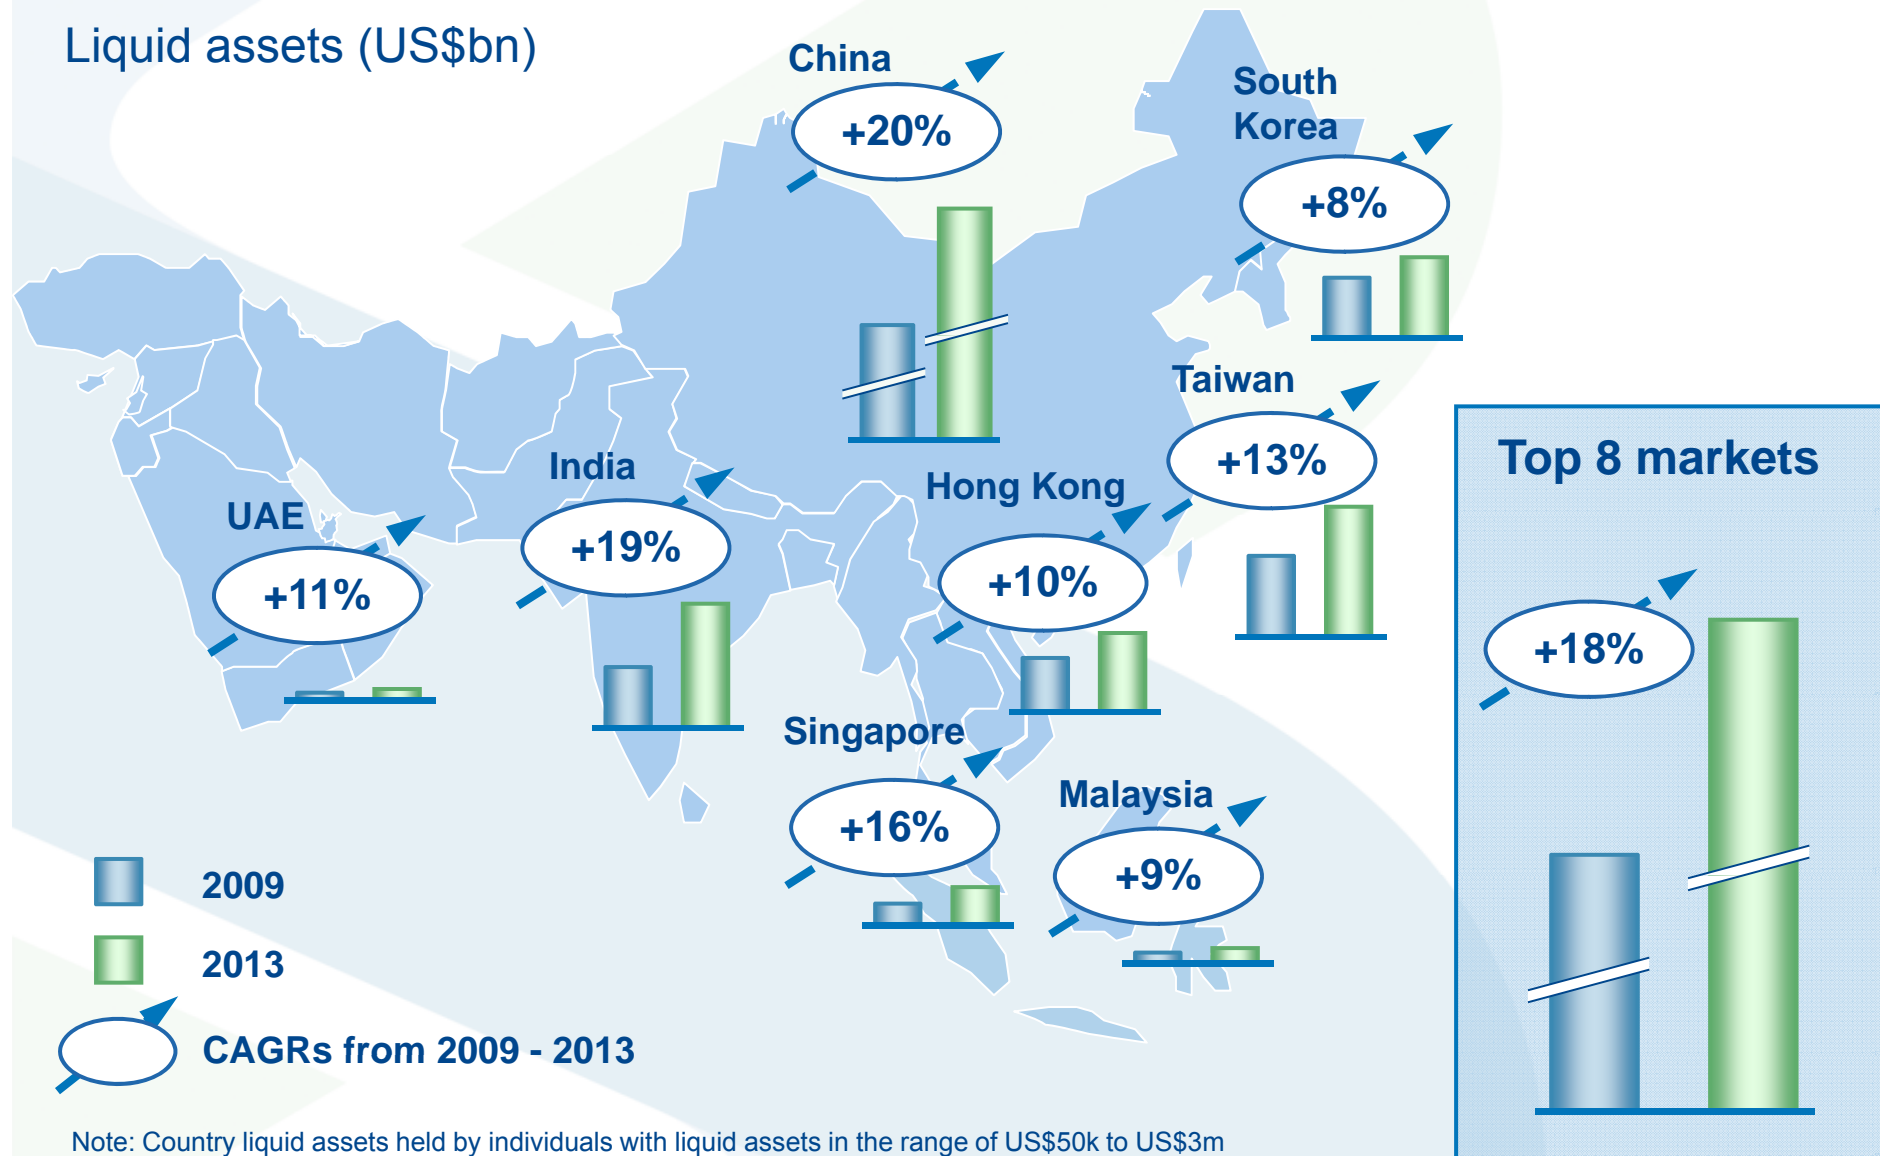 Liquid assets (US$bn)
China
+20%
South
Korea
+8%
Taiwan
+13%
India
+19%
Hong Kong
+10%
UAE
+11%
Singapore
+16%
Malaysia
+9%
Top 8 markets
+18%
2009
2013
CAGRs from 2009 - 2013
Note: Country liquid assets held by individuals with liquid assets in the range of US$50k to US$3m